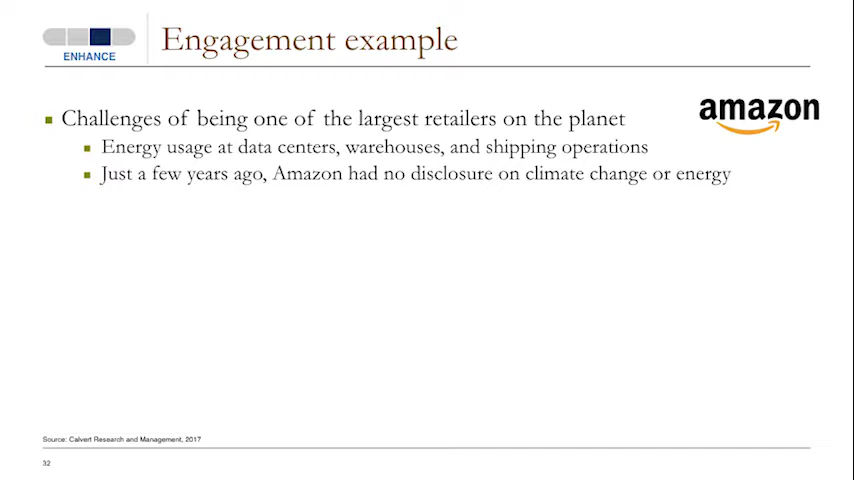 ENHANCE
Engagement example
Challenges of being one of the largest retailers on the planet
amazon
Energy usage at data centers, warehouses, and shipping operations
Just a few years ago, Amazon had no disclosure on climate change or energy
Source: Calvert Research and Management, 2017
32